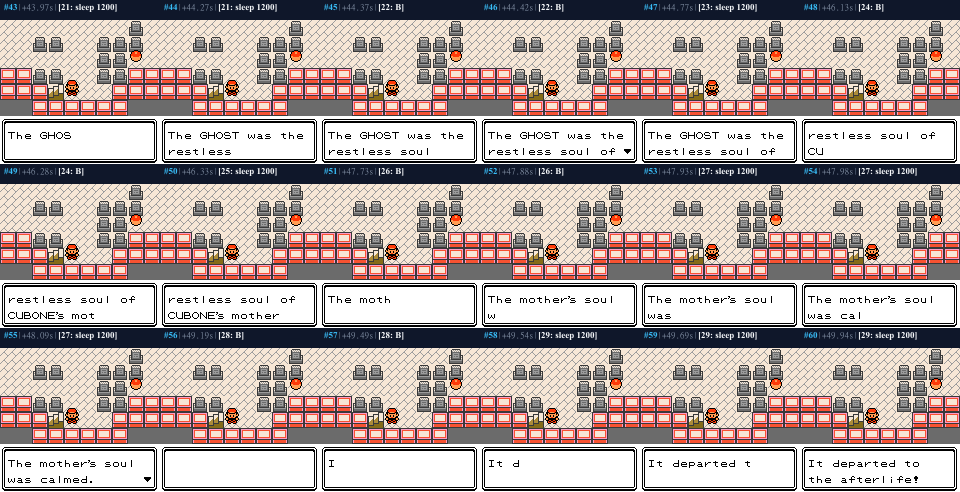 #43|+43.97s|[21: sleep 1200]
#44|+44.27s|[21: sleep 1200]
#45|+44.37s|[22: B]
#46|+44.42s|[22: B]
#47|+44.77s|[23: sleep 1200]
#48|+46.13s|[24: B]
The GHOS
The GHOST was the
restless
The GHOST was the
restless soul
The GHOST was the
restless soul of ▼
The GHOST was the
restless soul of
restless soul of
CU
#49|+46.28s|[24: B]
#50|+46.33s|[25: sleep 1200]
#51|+47.73s|[26: B]
#52|+47.88s|[26: B]
#53|+47.93s|[27: sleep 1200]
#54|+47.98s|[27: sleep 1200]
restless soul of
CUBONE's mot
restless soul of
CUBONE's mother
The moth
The mother's soul
w
The mother's soul
was
The mother's soul
was cal
#55|+48.09s|[27: sleep 1200]
#56|+49.19s|[28: B]
#57|+49.49s|[28: B]
#58|+49.54s|[29: sleep 1200]
#59|+49.69s|[29: sleep 1200]
#60|+49.94s|[29: sleep 1200]
The mother's soul
was calmed. ▼
I
It d
It departed t
It departed to
the afterlife!